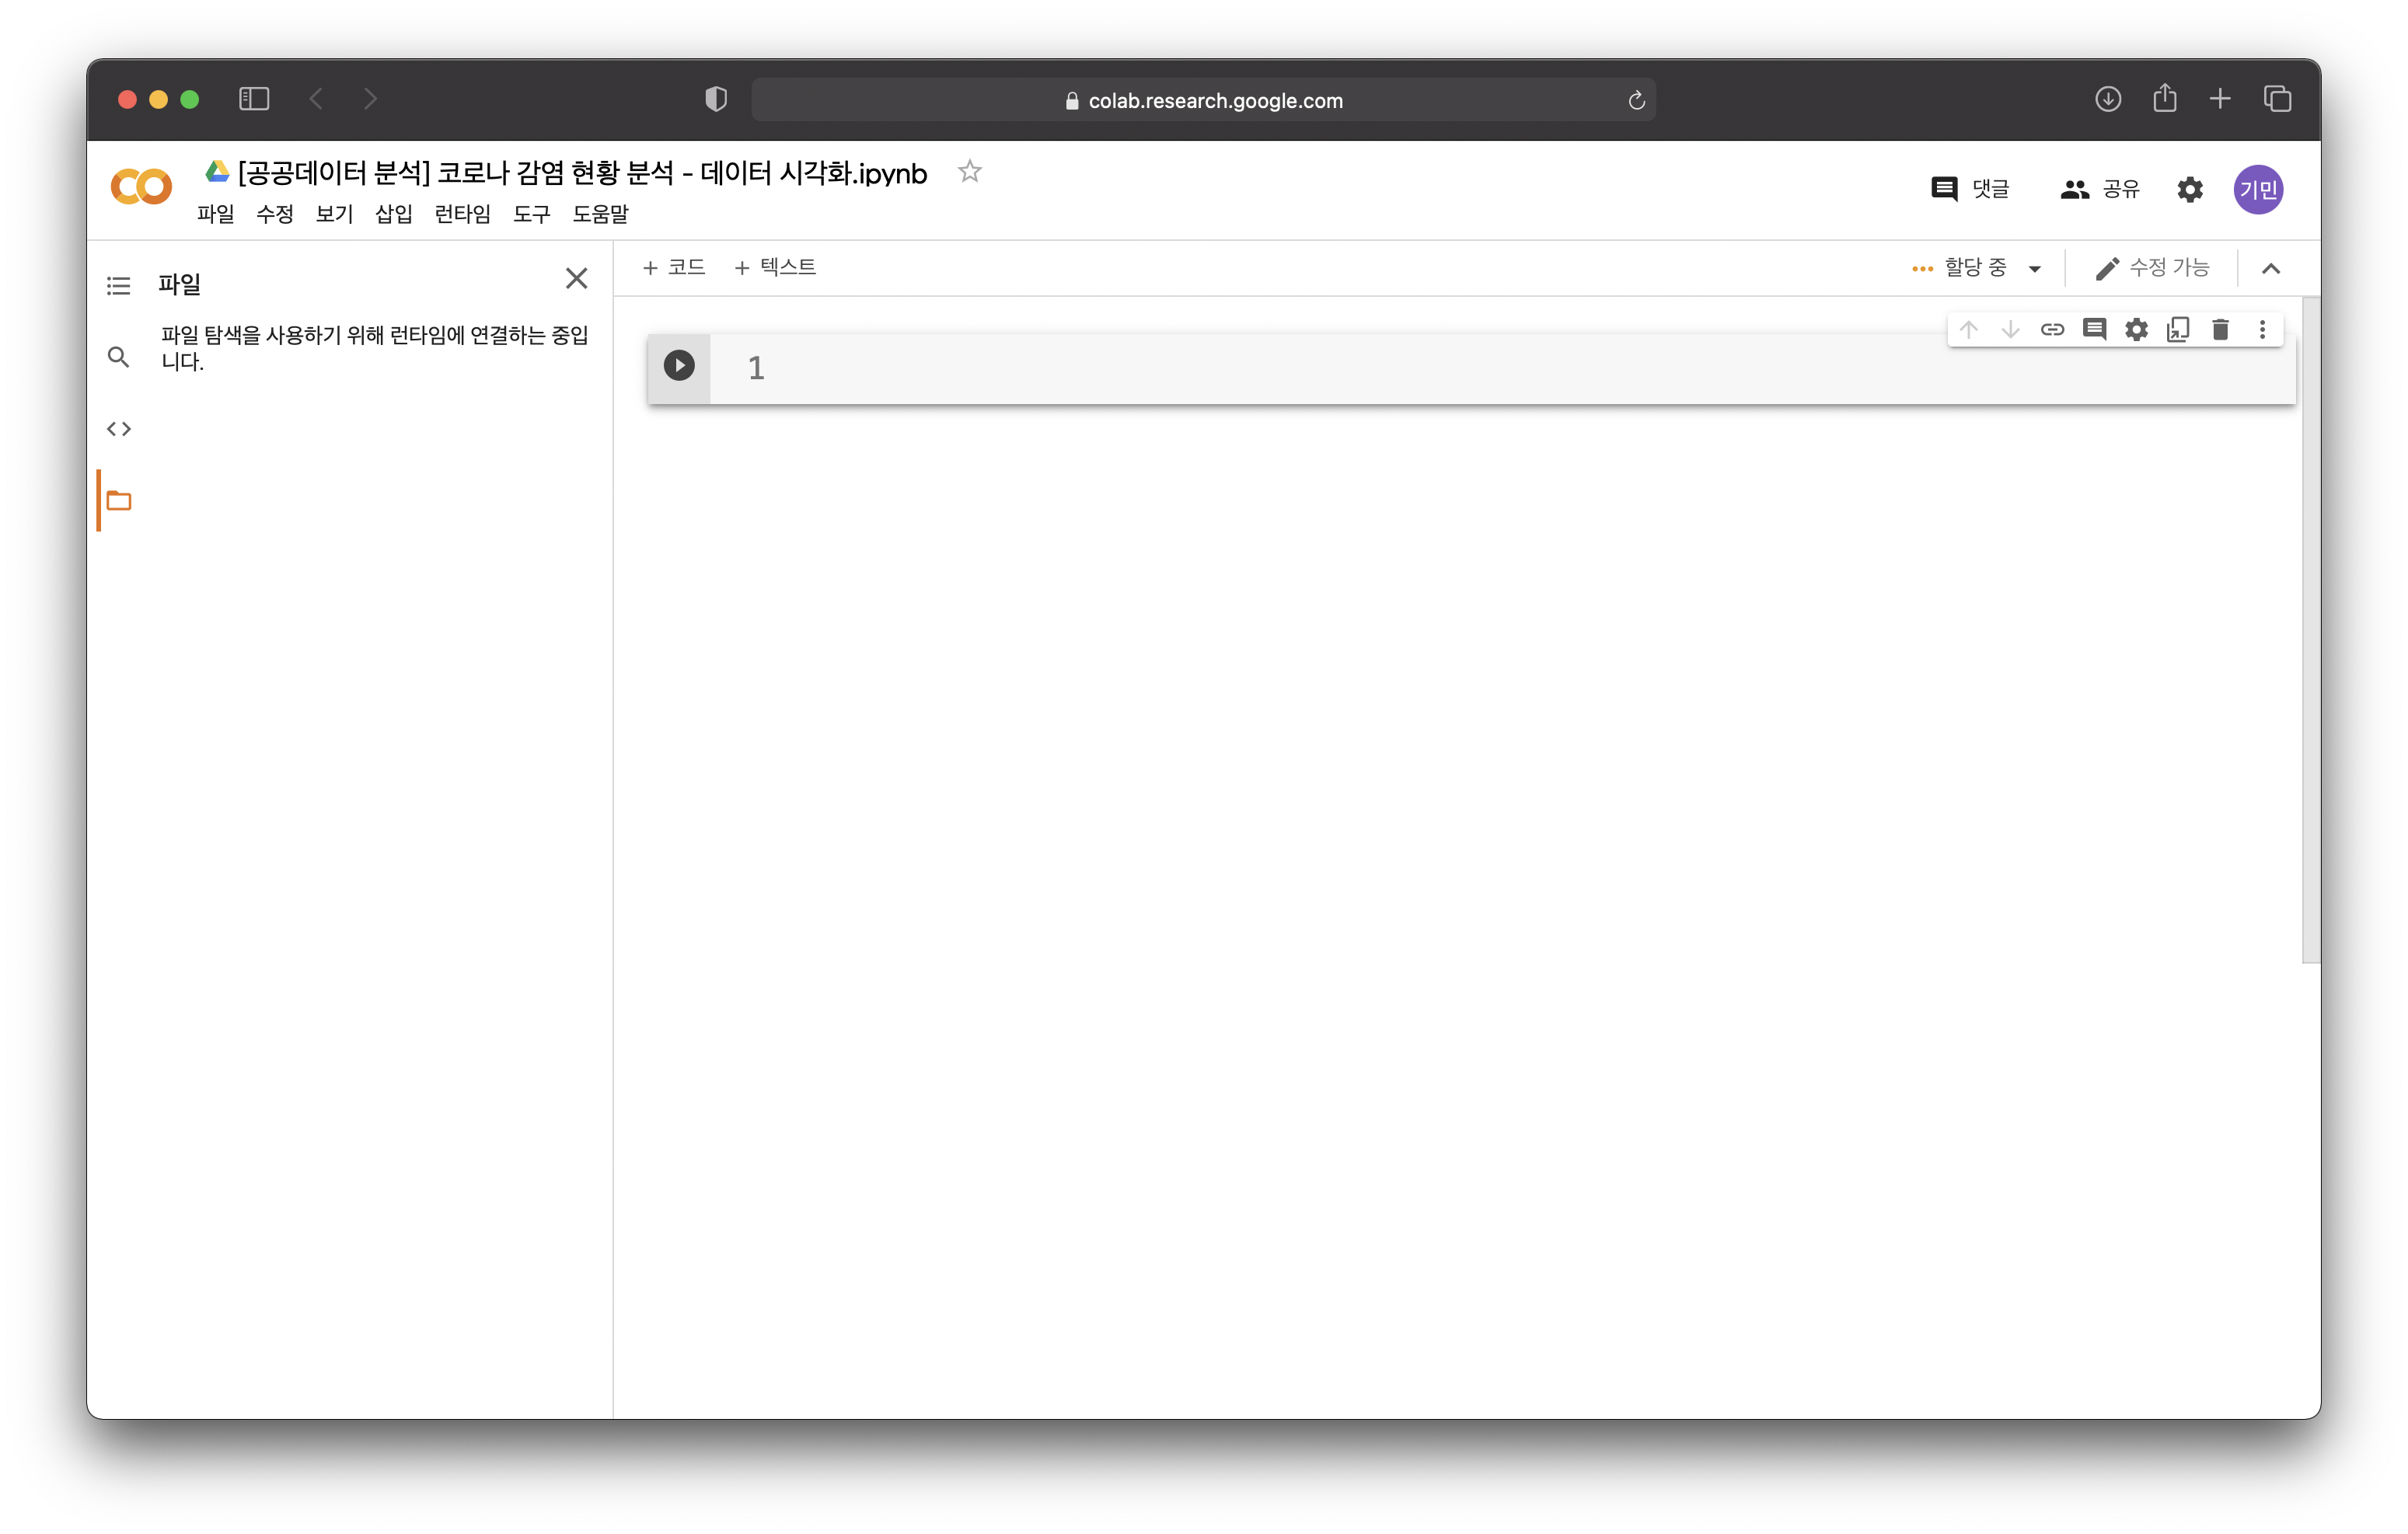 colab.research.google.com
[공공데이터 분석] 코로나 감염 현황 분석 - 데이터 시각화.ipynb
댓글 공유 기민
파일 수정 보기 삽입 런타임 도구 도움말
파일
+ 코드 + 텍스트
할당 중 수정 가능
파일 탐색을 사용하기 위해 런타임에 연결하는 중입
니다.
1